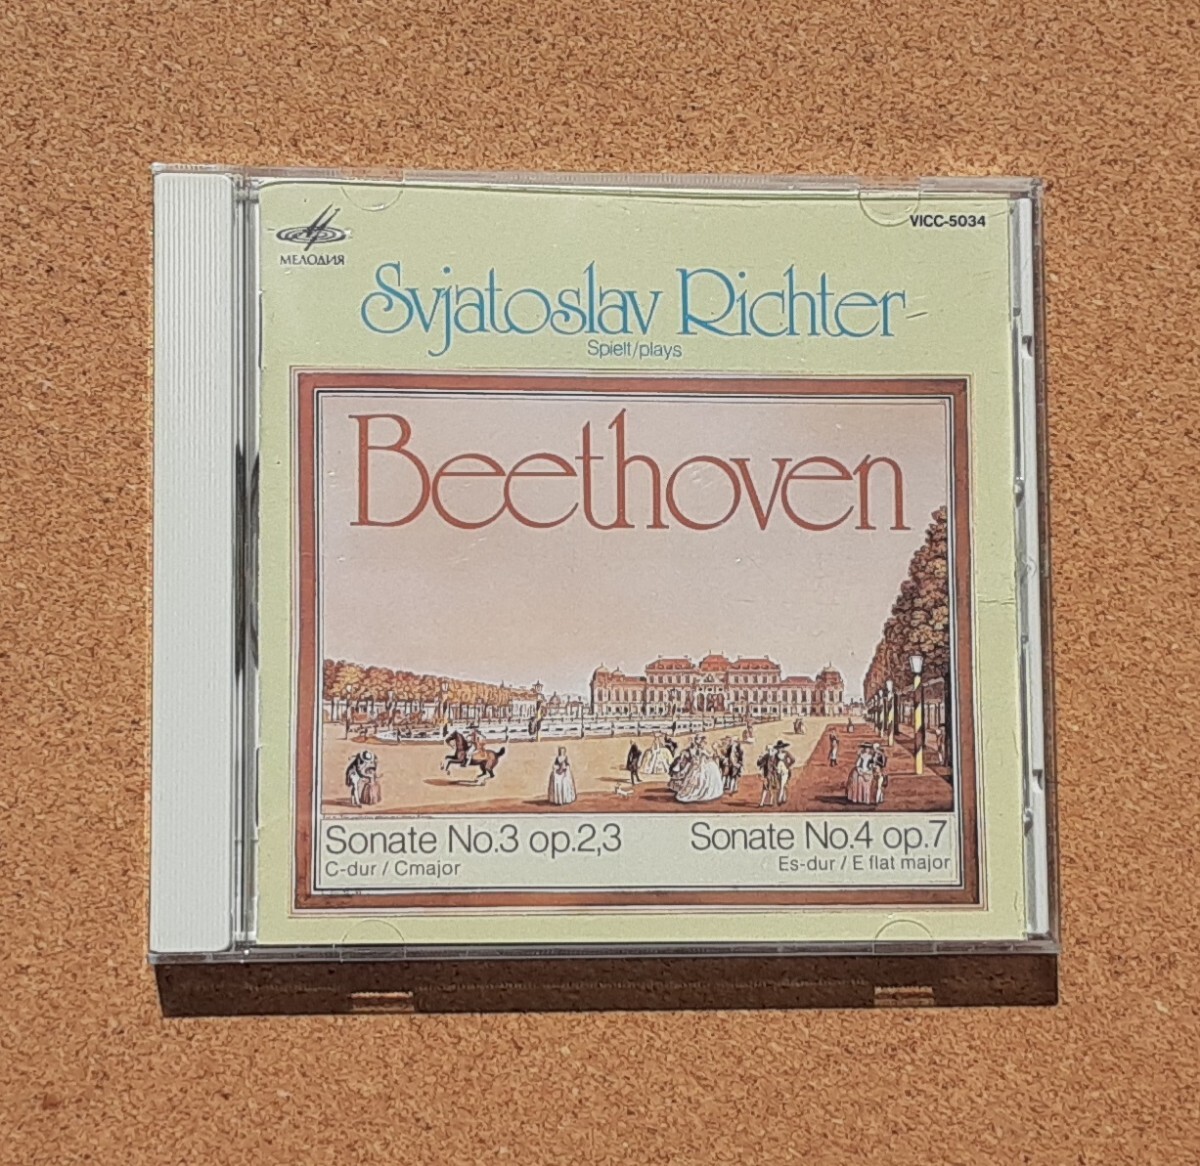 МЕЛОДИЯ
VICC-5034
Svjatoslav Richter
Spielt/plays
Beethoven
Sonate No.3 op.2,3
C-dur / Cmajor
Sonate No.4 op.7
Es-dur / E flat major